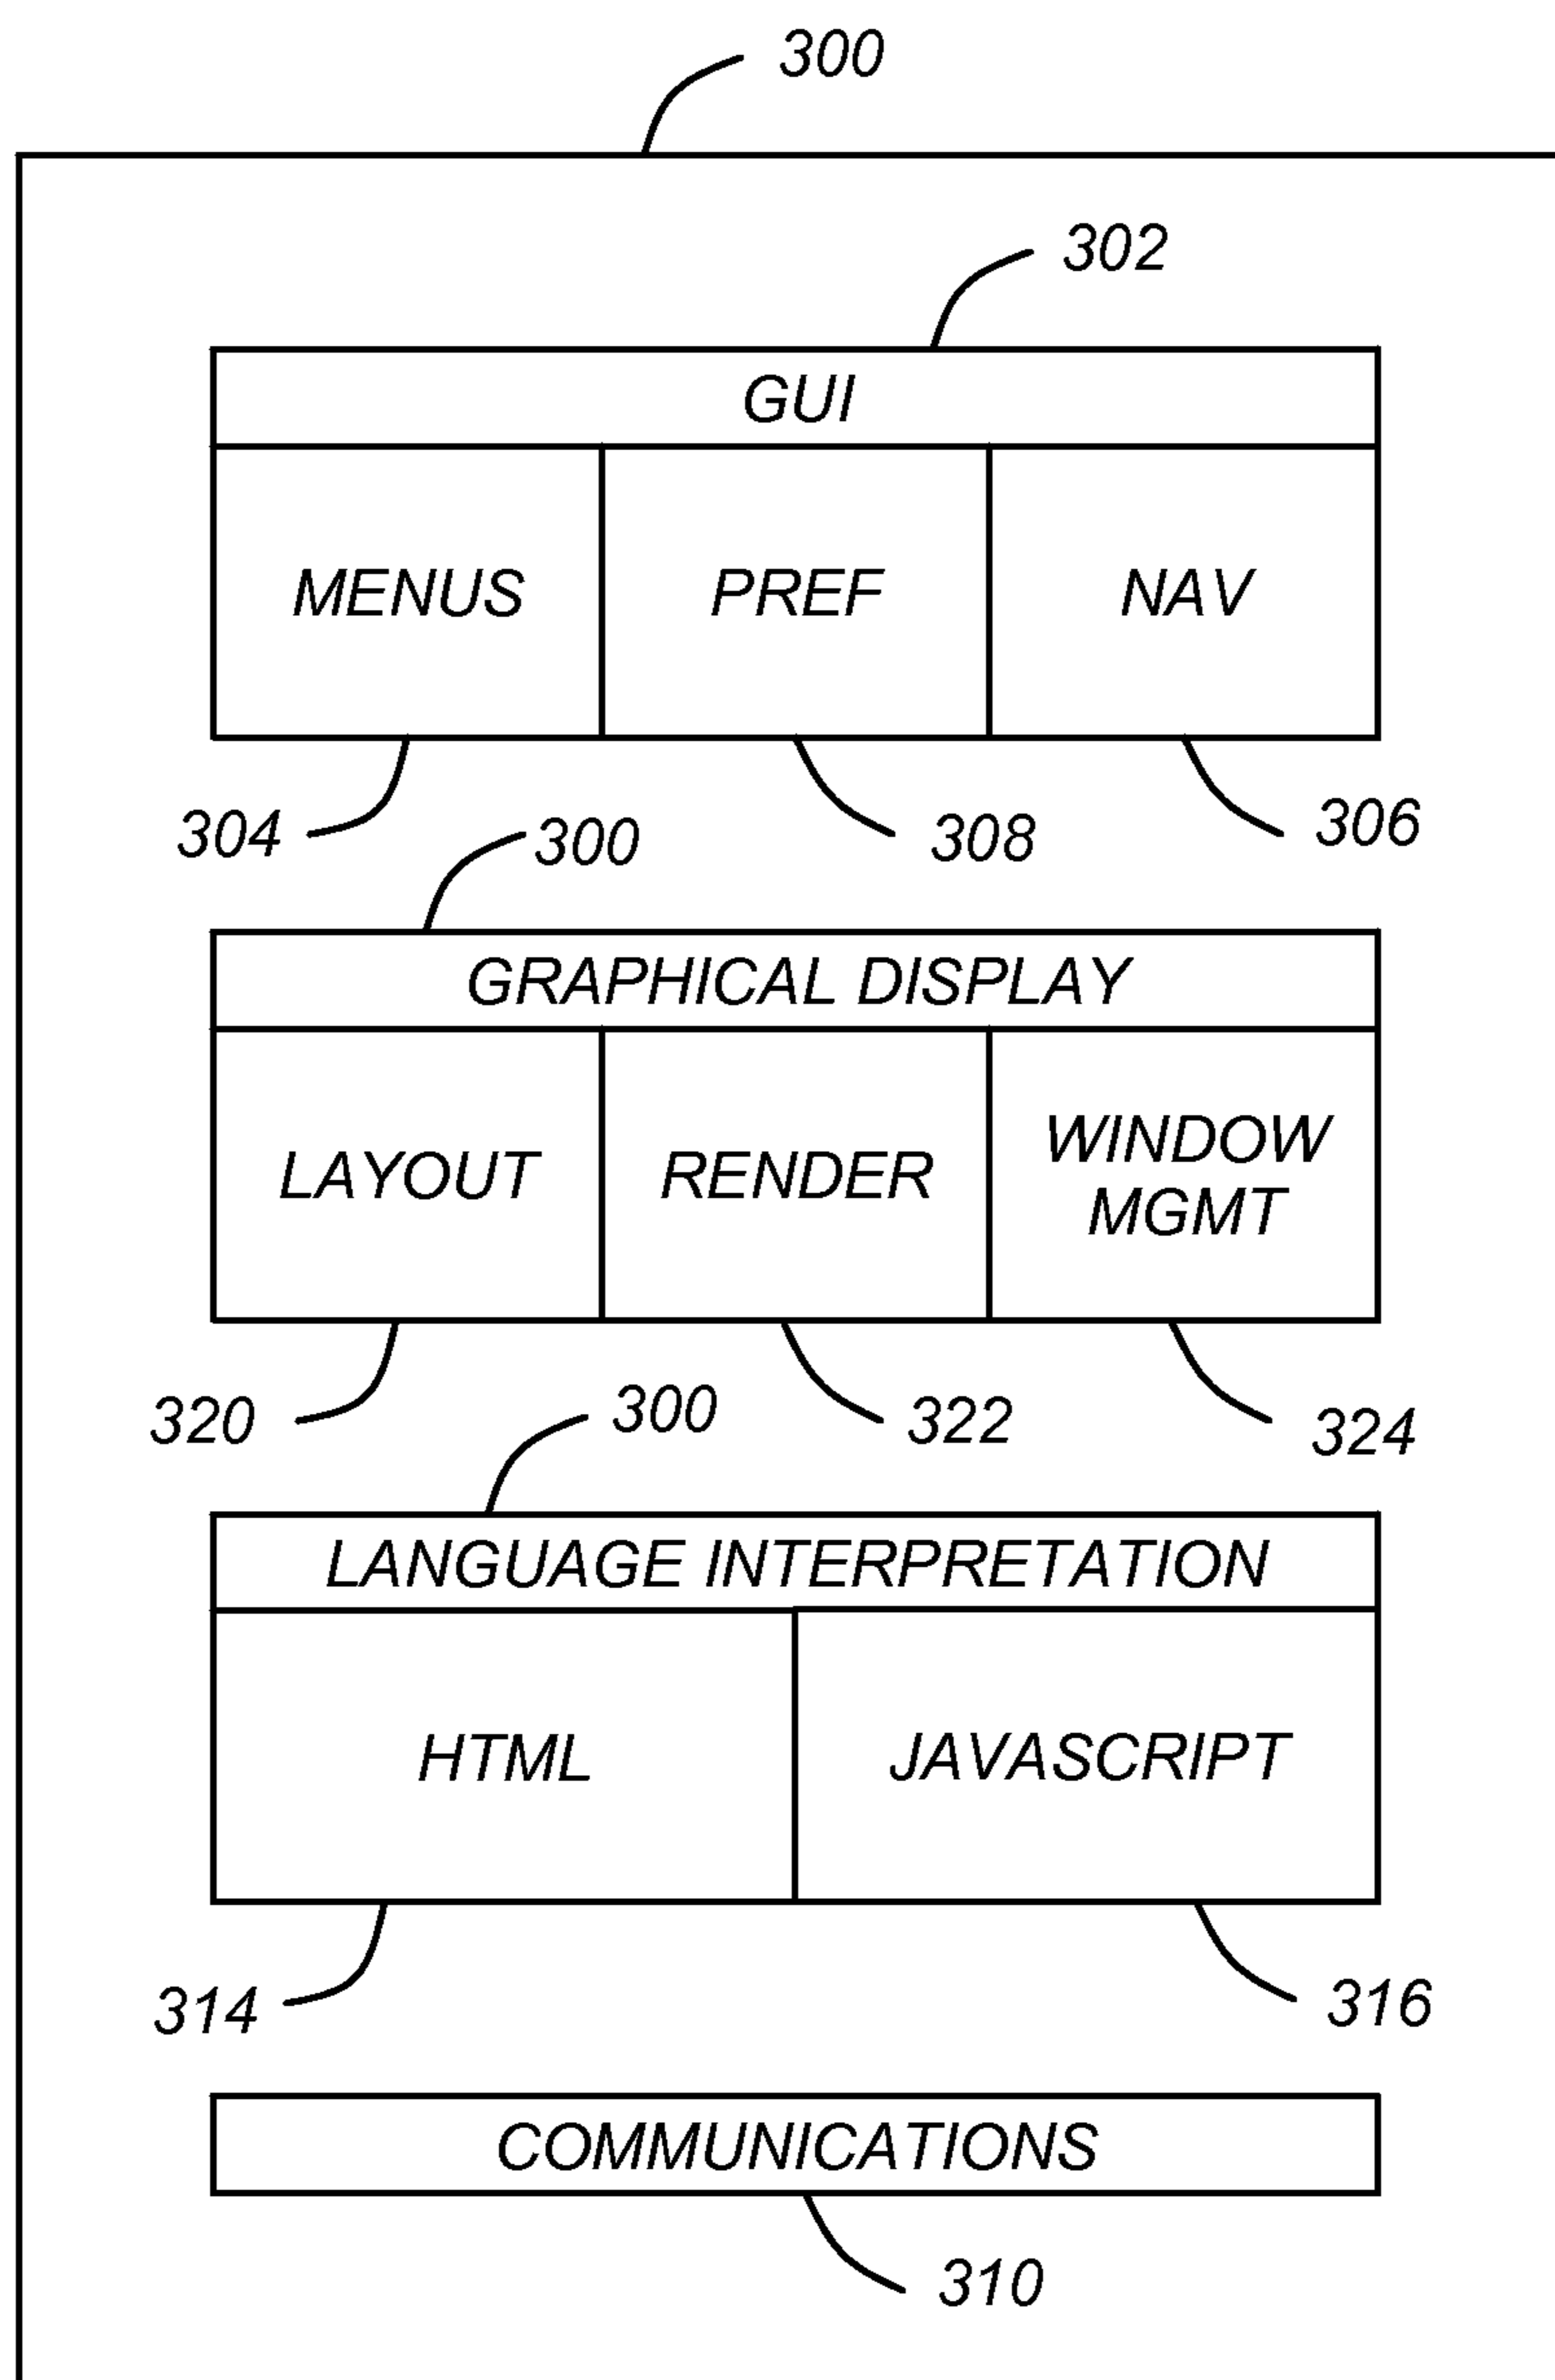 300
302
GUI
MENUS
PREF
NAV
304
300
308
306
GRAPHICAL DISPLAY
LAYOUT
RENDER
WINDOW
MGMT
320
300
322
324
LANGUAGE INTERPRETATION
HTML
JAVASCRIPT
314
316
COMMUNICATIONS
310